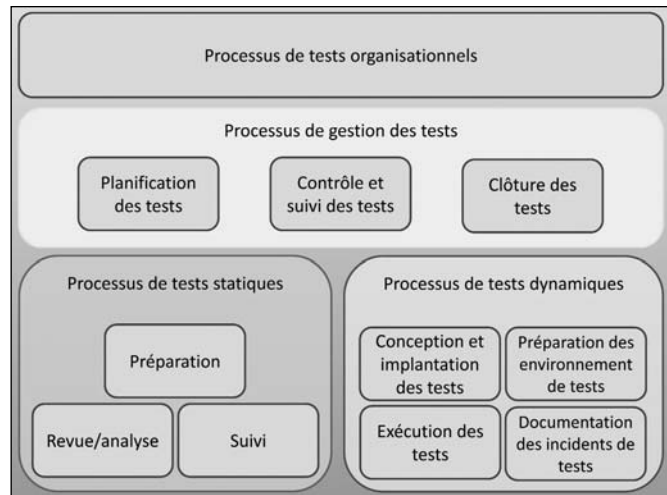 Processus de tests organisationnels
Processus de gestion des tests
Planification
des tests
Contrôle et
suivi des tests
Clôture des
tests
Processus de tests statiques
Préparation
Revue/analyse
Suivi
Processus de tests dynamiques
Conception et
implantation
des tests
Préparation des
environnement
de tests
Exécution des
tests
Documentation
des incidents de
tests